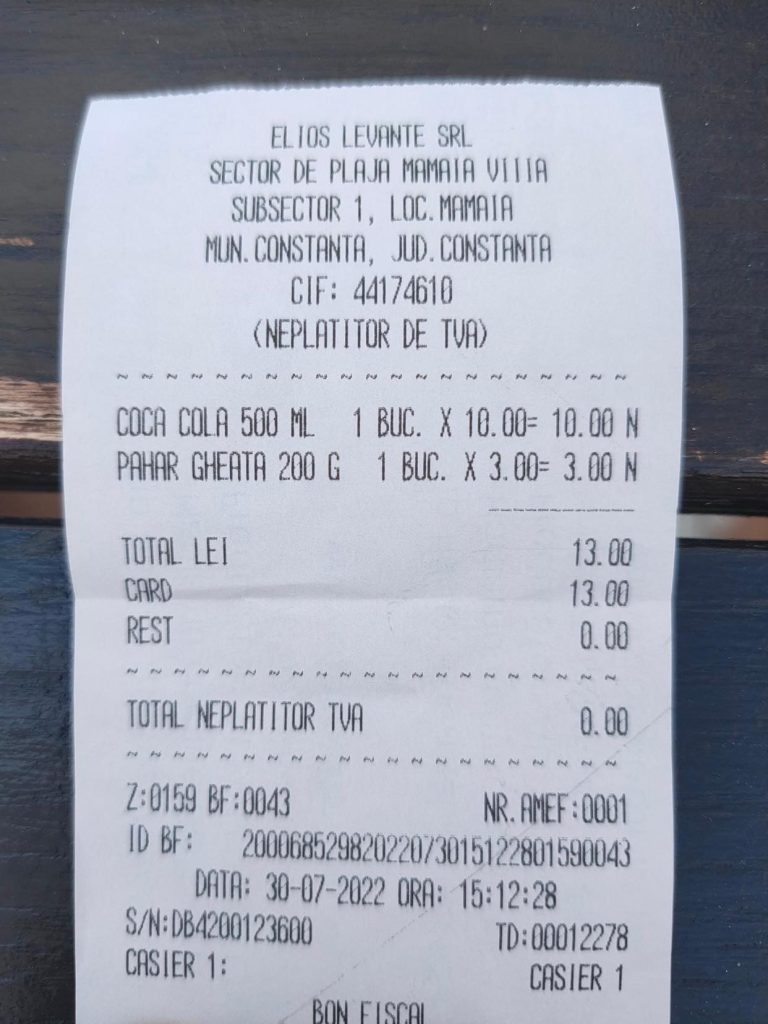 ELIOS LEVANTE SRL
SECTOR DE PLAJA MAMAIA VIIIA
SUBSECTOR 1, LOC.MAMAIA
MUN.CONSTANTA, JUD.CONSTANTA
CIF: 44174610
(NEPLATITOR DE TVA)
~ ~ ~ ~ ~ ~ ~ ~ ~ ~ ~ ~ ~ ~ ~ ~ ~ ~ ~ ~ ~
COCA COLA 500 ML 1 BUC. X 10.00= 10.00 N
PAHAR GHEATA 200 G 1 BUC. X 3.00= 3.00 N
TOTAL LEI 13.00
CARD 13.00
REST 0.00
~ ~ ~ ~ ~ ~ ~ ~ ~ ~ ~ ~ ~ ~ ~ ~ ~ ~ ~ ~ ~
TOTAL NEPLATITOR TVA 0.00
~ ~ ~ ~ ~ ~ ~ ~ ~ ~ ~ ~ ~ ~ ~ ~ ~ ~ ~ ~ ~
Z:0159 BF:0043 NR.AMEF:0001
ID BF: 2000685298202207301512280159​0043
DATA: 30-07-2022 ORA: 15:12:28
S/N:DB4200123600 TD:00012278
CASIER 1: CASIER 1
BON FISCAL